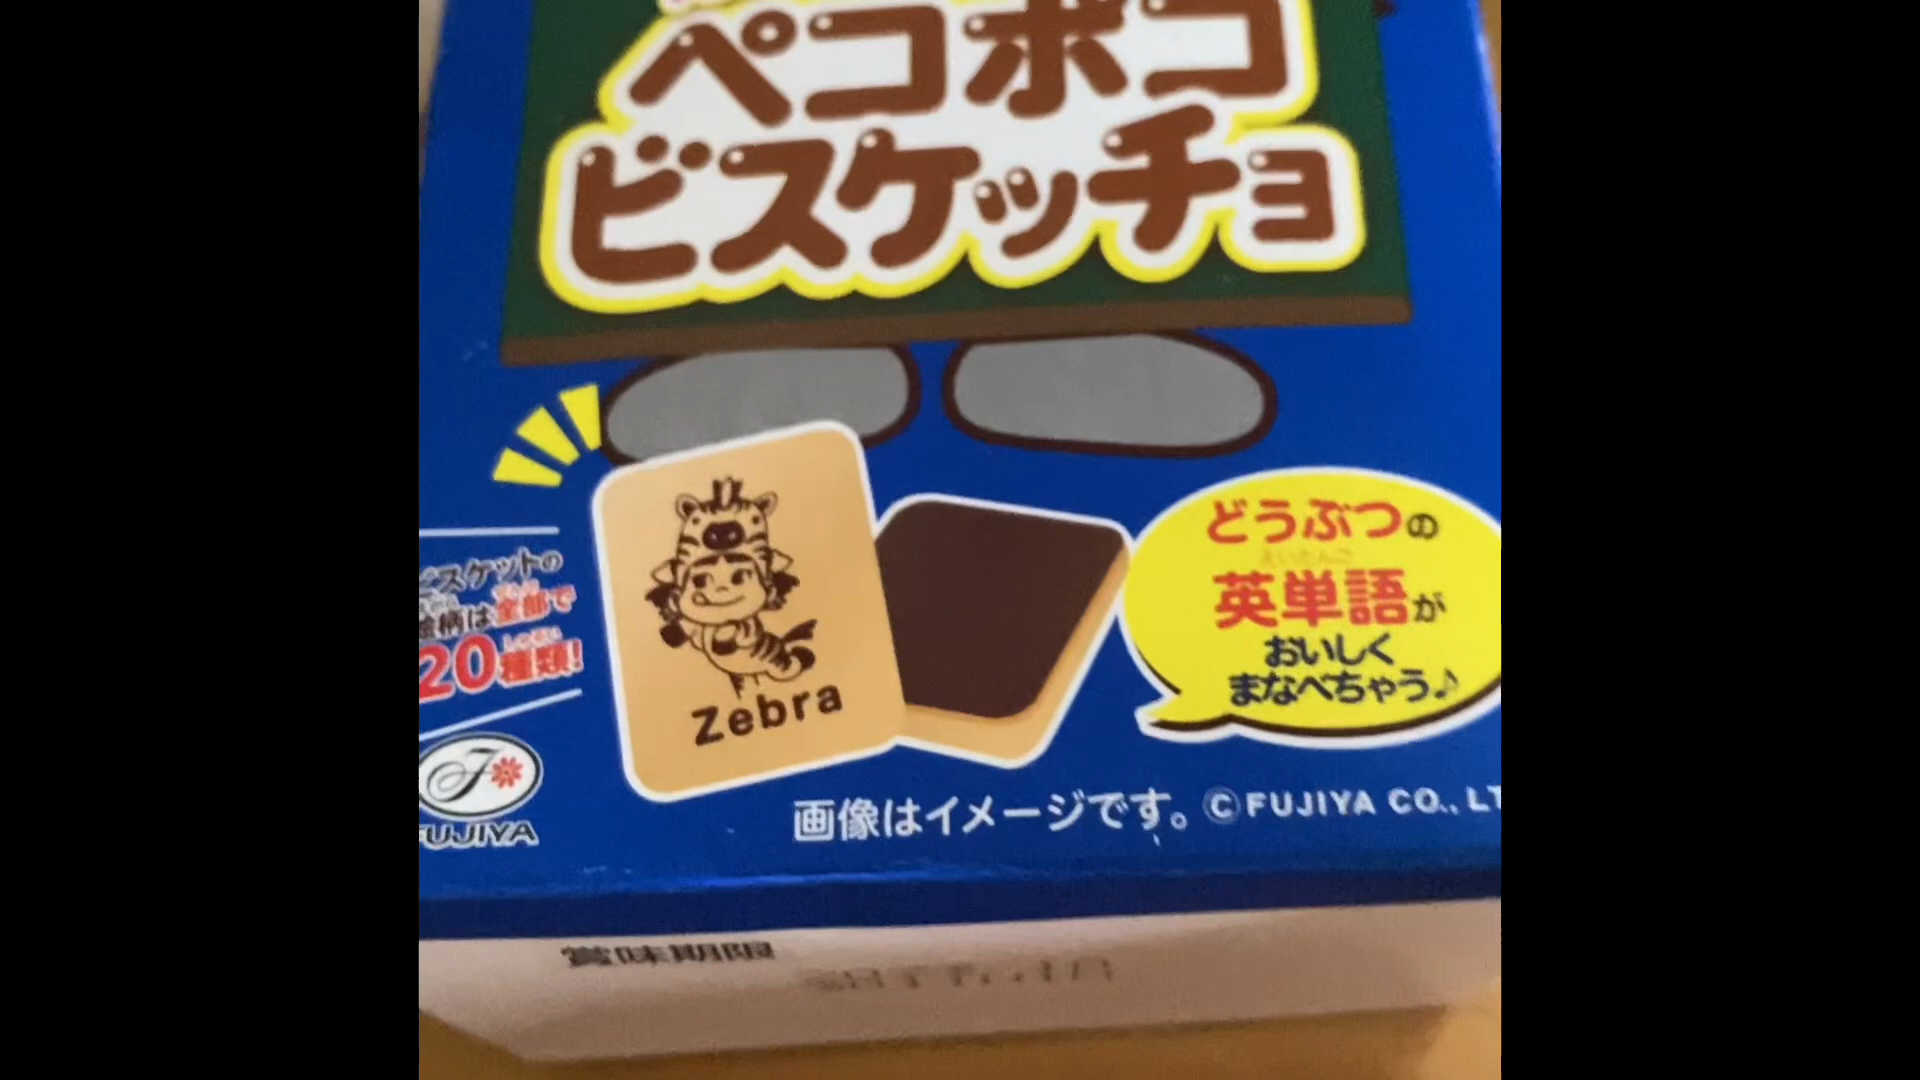 ペコポコ
ビスケッチョ
ビスケットの
絵柄は全部で
20種類!
Zebra
どうぶつの
英単語が
おいしく
まなべちゃう♪
FUJIYA
画像はイメージです。©FUJIYA CO., LT
賞味期限